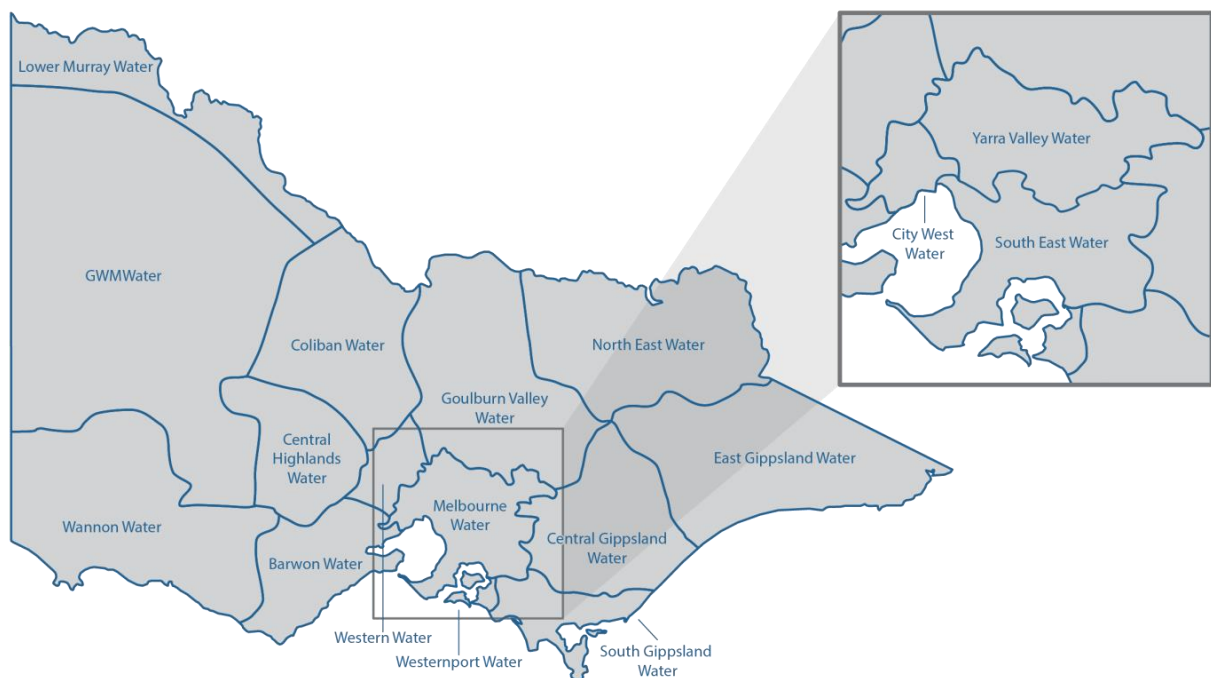 Lower Murray Water
GWMWater
Coliban Water
North East Water
Goulburn Valley
Water
Central
Highlands
Water
East Gippsland Water
Melbourne
Water
Wannon Water
Central Gippsland
Water
Barwon Water
Western Water
Westernport Water
South Gippsland
Water
Yarra Valley Water
City West
Water
South East Water